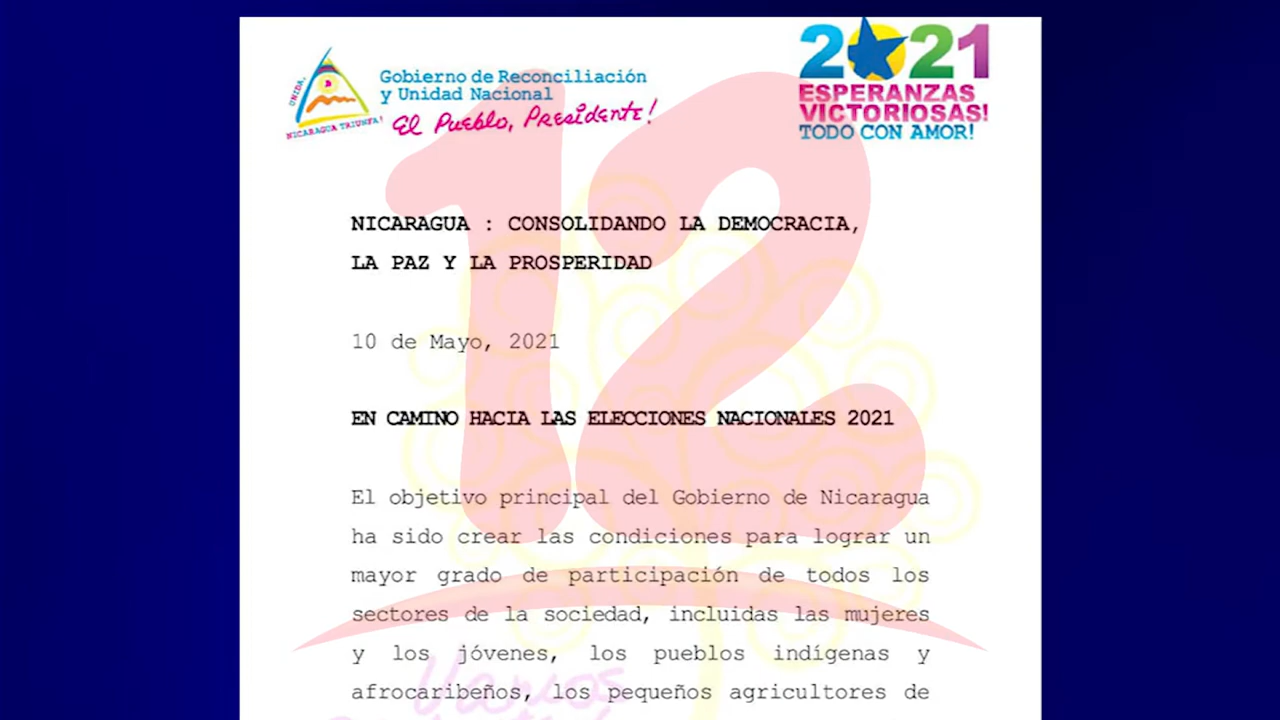 UNIDA,
NICARAGUA TRIUNFA!
Gobierno de Reconciliación
y Unidad Nacional
El Pueblo, Presidente!
2021
ESPERANZAS
VICTORIOSAS!
TODO CON AMOR!
12
NICARAGUA : CONSOLIDANDO LA DEMOCRACIA,
LA PAZ Y LA PROSPERIDAD
10 de Mayo, 2021
EN CAMINO HACIA LAS ELECCIONES NACIONALES 2021
El objetivo principal del Gobierno de Nicaragua
ha sido crear las condiciones para lograr un
mayor grado de participación de todos los
sectores de la sociedad, incluidas las mujeres
y los jóvenes, los pueblos indígenas y
afrocaribeños, los pequeños agricultores de
Vamos